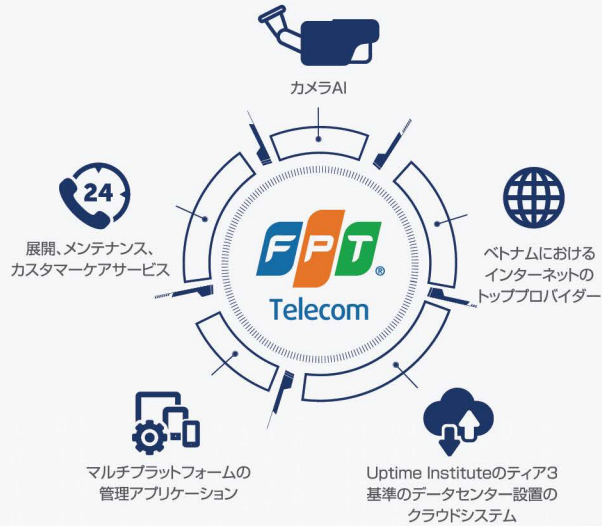 カメラAI
24
展開、メンテナンス、
カスタマーケアサービス
FPT
®
Telecom
ベトナムにおける
インターネットの
トッププロバイダー
マルチプラットフォームの
管理アプリケーション
Uptime Instituteのティア3
基準のデータセンター設置の
クラウドシステム